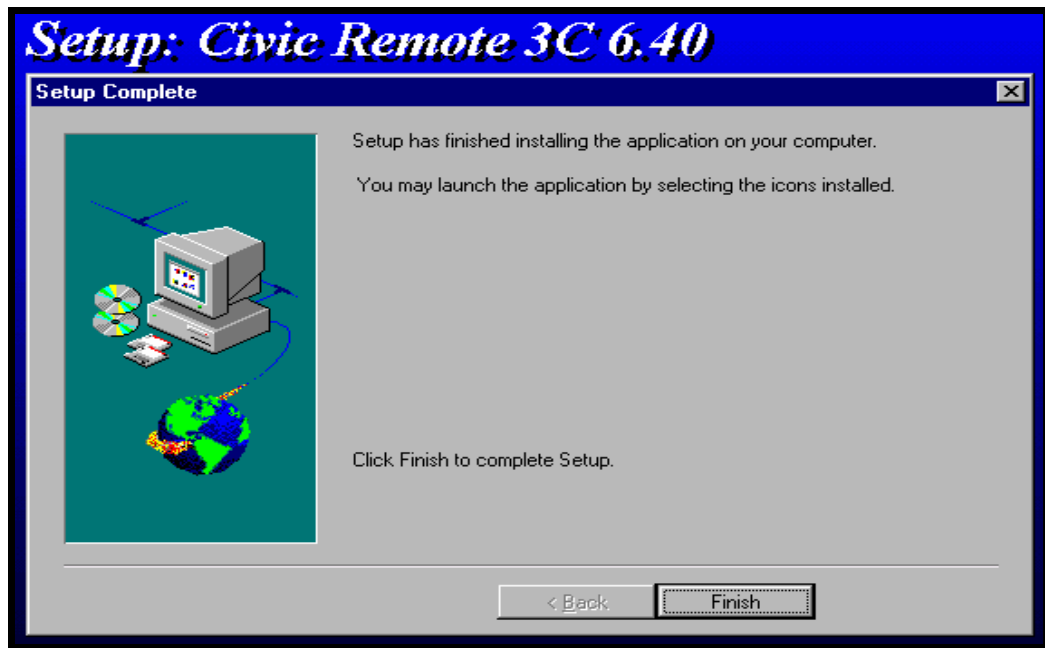 Setup: Civic Remote 3C 6.40
Setup Complete
Setup has finished installing the application on your computer.
You may launch the application by selecting the icons installed.
Click Finish to complete Setup.
< Back
Finish